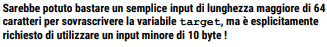 Sarebbe potuto bastare un semplice input di lunghezza maggiore di 64
caratteri per sovrascrivere la variabile target, ma è esplicitamente
richiesto di utilizzare un input minore di 10 byte !